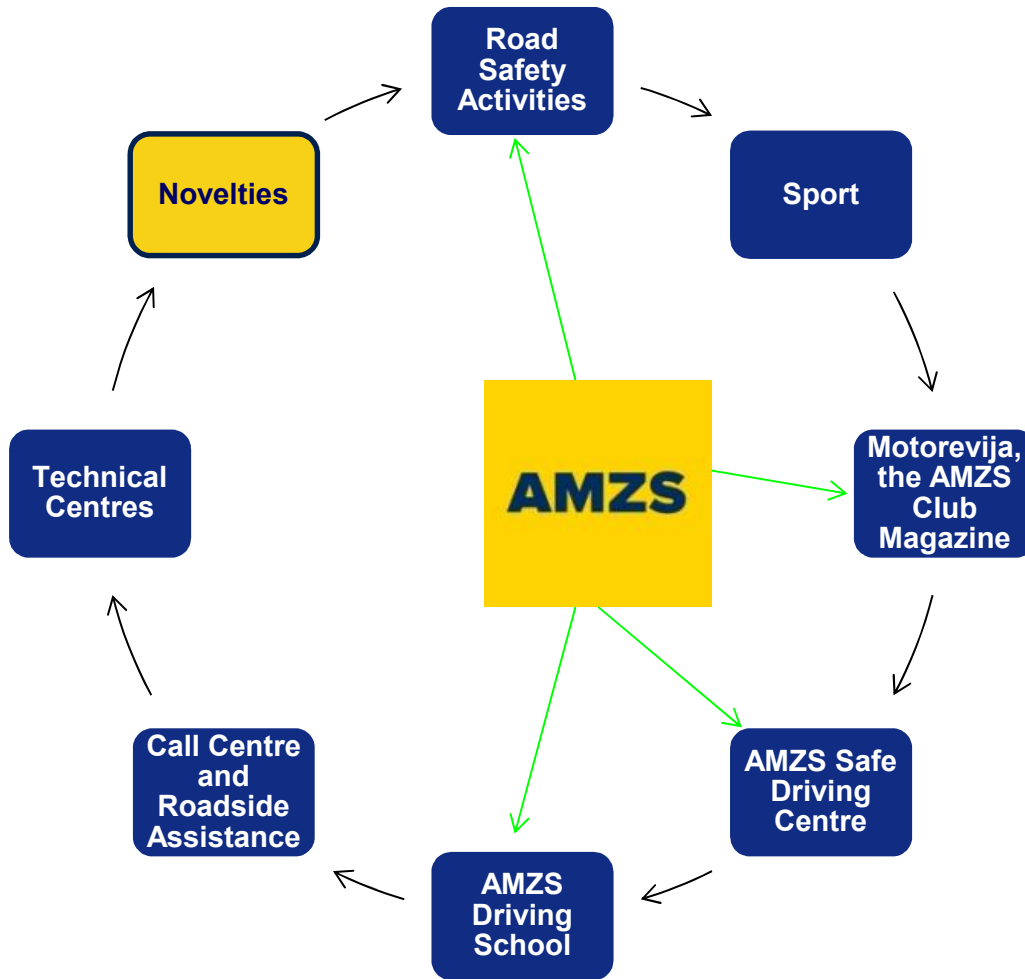 Road
Safety
Activities
Novelties
Sport
Technical
Centres
AMZS
Motorevija,
the AMZS
Club
Magazine
Call Centre
and
Roadside
Assistance
AMZS Safe
Driving
Centre
AMZS
Driving
School